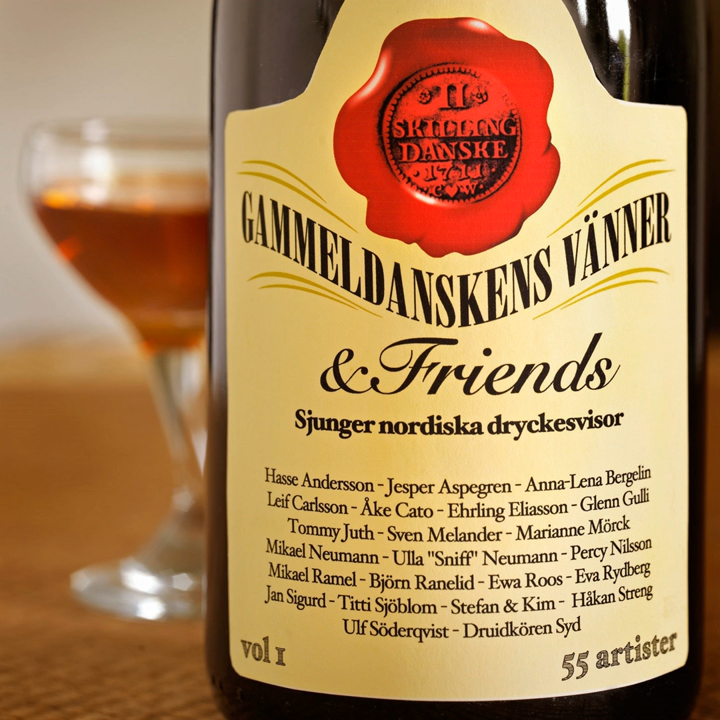 II
SKILLING
DANSKE
1711
C♥W
GAMMELDANSKENS VÄNNER
& Friends
Sjunger nordiska dryckesvisor
Hasse Andersson - Jesper Aspegren - Anna-Lena Bergelin
Leif Carlsson - Åke Cato - Ehrling Eliasson - Glenn Gulli
Tommy Juth - Sven Melander - Marianne Mörck
Mikael Neumann - Ulla "Sniff" Neumann - Percy Nilsson
Mikael Ramel - Björn Ranelid - Ewa Roos - Eva Rydberg
Jan Sigurd - Titti Sjöblom - Stefan & Kim - Håkan Streng
Ulf Söderqvist - Druidkören Syd
vol 1
55 artister